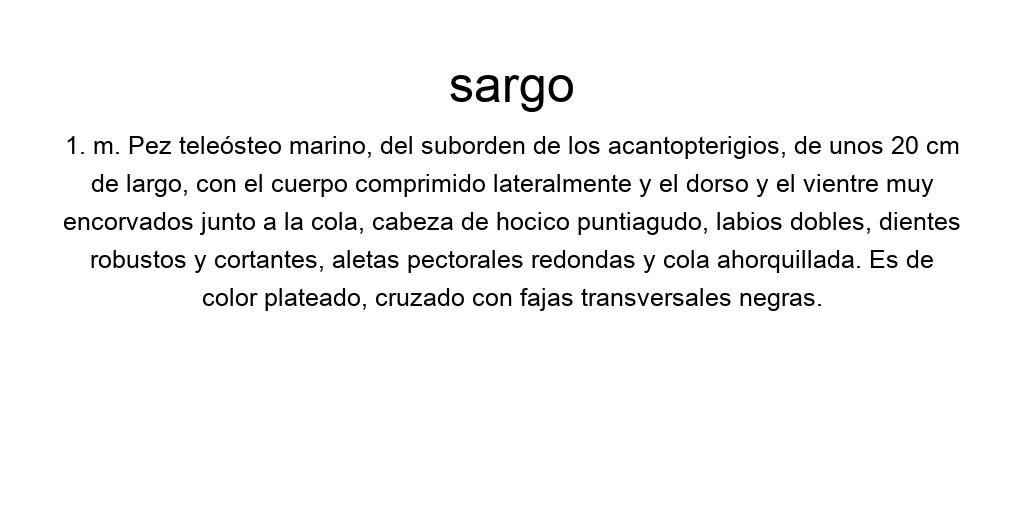 sargo
1. m. Pez teleósteo marino, del suborden de los acantopterigios, de unos 20 cm
de largo, con el cuerpo comprimido lateralmente y el dorso y el vientre muy
encorvados junto a la cola, cabeza de hocico puntiagudo, labios dobles, dientes
robustos y cortantes, aletas pectorales redondas y cola ahorquillada. Es de
color plateado, cruzado con fajas transversales negras.